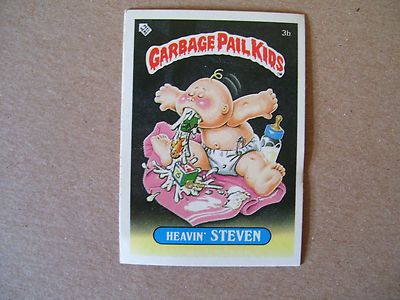 GARBAGE PAIL KIDS
3b
HEAVIN' STEVEN